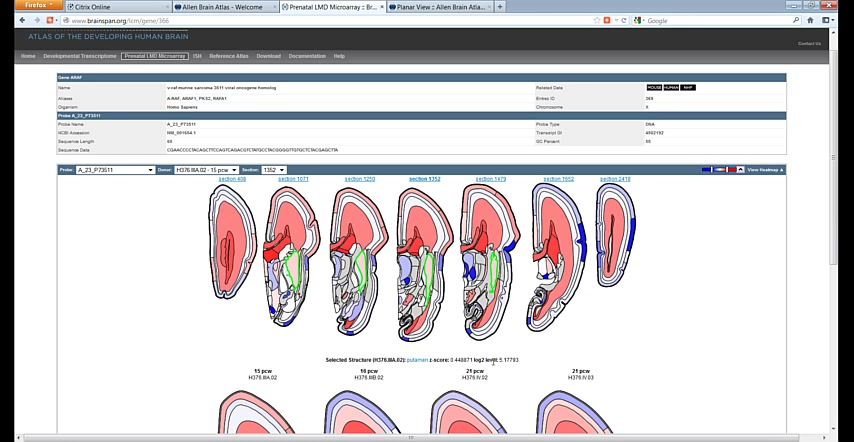 Firefox
Citrix Online
Allen Brain Atlas - Welcome
Prenatal LMD Microarray :: Br...
Planar View :: Allen Brain Atla...
www.brainspan.org/lcm/gene/366
Google
ATLAS OF THE DEVELOPING HUMAN BRAIN
Contact Us
Home Developmental Transcriptome Prenatal LMD Microarray ISH Reference Atlas Download Documentation Help
Gene ARAF
Name v-raf murine sarcoma 3611 viral oncogene homolog Related Data MOUSE HUMAN NHP
Aliases A-RAF, ARAF1, PKS2, RAFA1 Entrez ID 369
Organism Homo Sapiens Chromosome X
Probe A_23_P73511
Probe Name A_23_P73511 Probe Type DNA
NCBI Accession NM_001654.1 Transcript GI 4502192
Sequence Length 60 GC Percent 55
Sequence Data
Probe: A_23_P73511 Donor: H376.IIIA.02 - 15 pcw Section: 1352 View Heatmap
section 408 section 1071 section 1250 section 1352 section 1479 section 1652 section 2418
Selected Structure (H376.IIIA.02): putamen z-score: 0.448871 log2 level: 5.17793
15 pcw 16 pcw 21 pcw 21 pcw
H376.IIIA.02 H376.IIIB.02 H376.IV.02 H376.IV.03